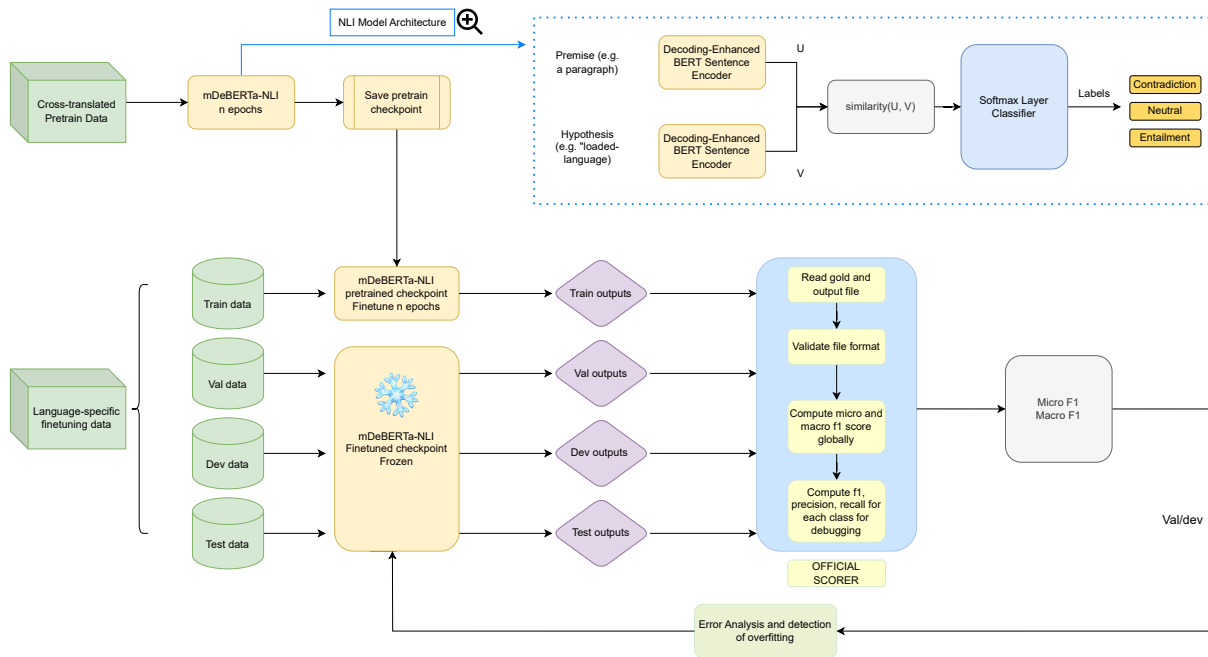 NLI Model Architecture
Cross-translated
Pretrain Data
mDeBERTa-NLI
n epochs
Save pretrain
checkpoint
Premise (e.g.
a paragraph)
Decoding-Enhanced
BERT Sentence
Encoder
U
Hypothesis
(e.g. "loaded-
language)
Decoding-Enhanced
BERT Sentence
Encoder
V
similarity(U, V)
Softmax Layer
Classifier
Labels
Contradiction
Neutral
Entailment
Language-specific
finetuning data
Train data
Val data
Dev data
Test data
mDeBERTa-NLI
pretrained checkpoint
Finetune n epochs
mDeBERTa-NLI
Finetuned checkpoint
Frozen
Train outputs
Val outputs
Dev outputs
Test outputs
Read gold and
output file
Validate file format
Compute micro and
macro f1 score
globally
Compute f1,
precision, recall for
each class for
debugging
OFFICIAL
SCORER
Micro F1
Macro F1
Val/dev
Error Analysis and detection
of overfitting